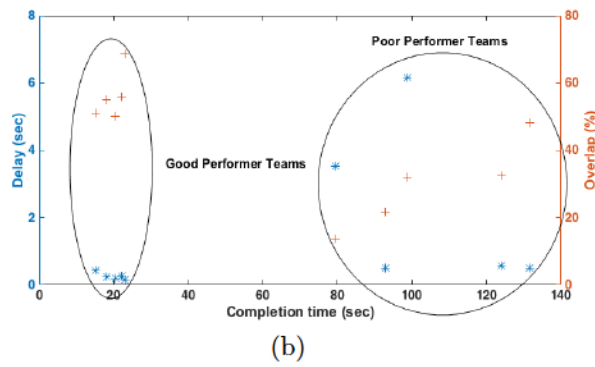 8
6
4
2
0
Delay (sec)
Poor Performer Teams
Good Performer Teams
80
60
40
20
0
Overlap (%)
0 20 40 60 80 100 120 140
Completion time (sec)
(b)